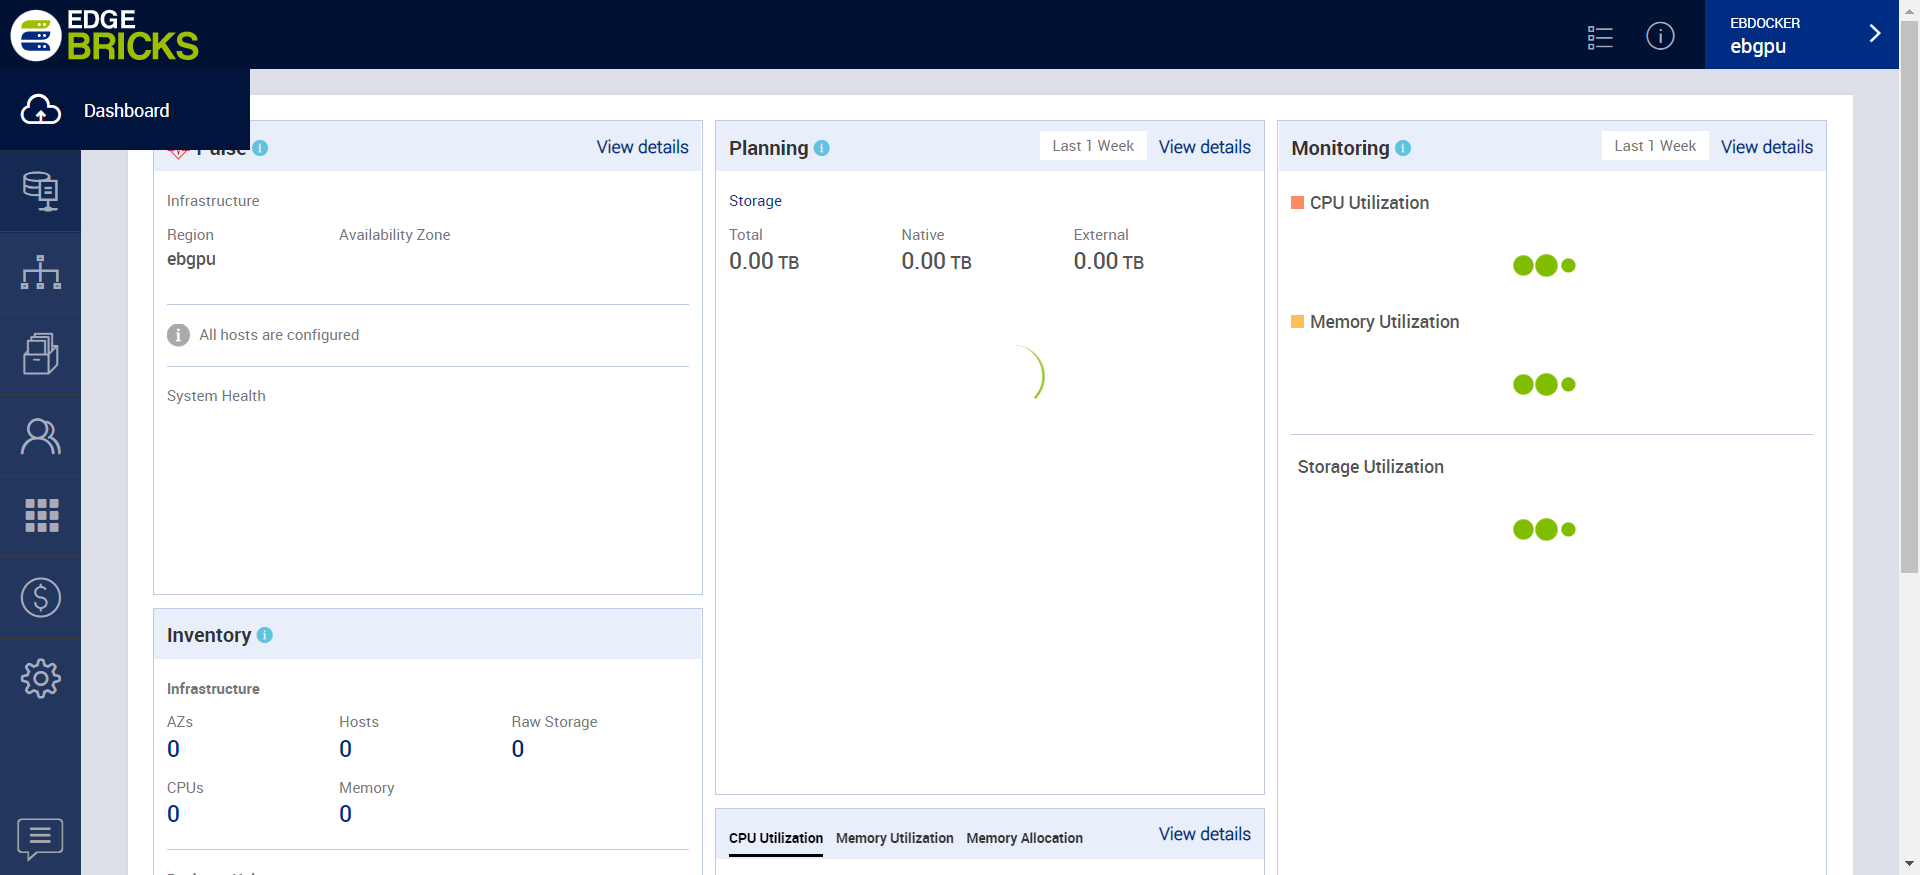 EDGE
BRICKS
EBDOCKER
ebgpu
Dashboard
Pulse
View details
Infrastructure
Region
Availability Zone
ebgpu
All hosts are configured
System Health
Inventory
Infrastructure
AZs
Hosts
Raw Storage
0
0
0
CPUs
Memory
0
0
Planning
Last 1 Week
View details
Storage
Total
Native
External
0.00 TB
0.00 TB
0.00 TB
CPU Utilization
Memory Utilization
Memory Allocation
View details
Monitoring
Last 1 Week
View details
CPU Utilization
Memory Utilization
Storage Utilization